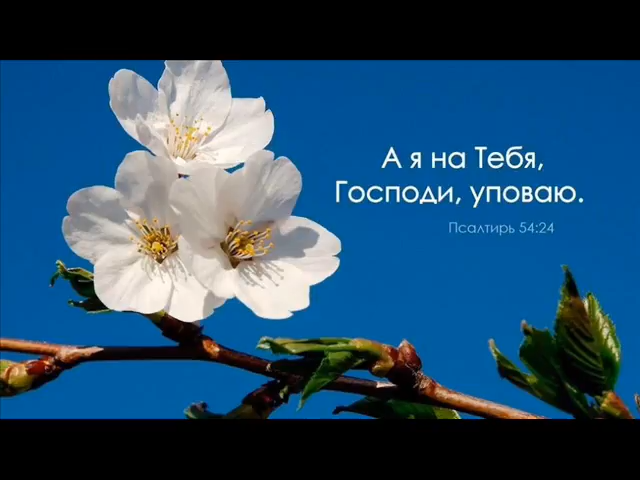 А я на Тебя,
Господи, уповаю.
Псалтирь 54:24